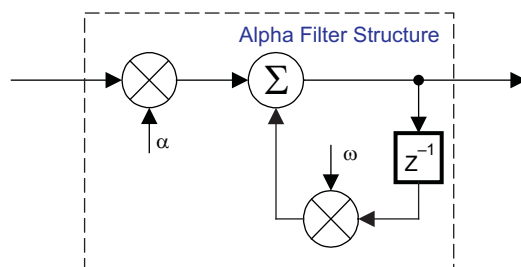 Alpha Filter Structure
Σ
α
ω
Z⁻¹